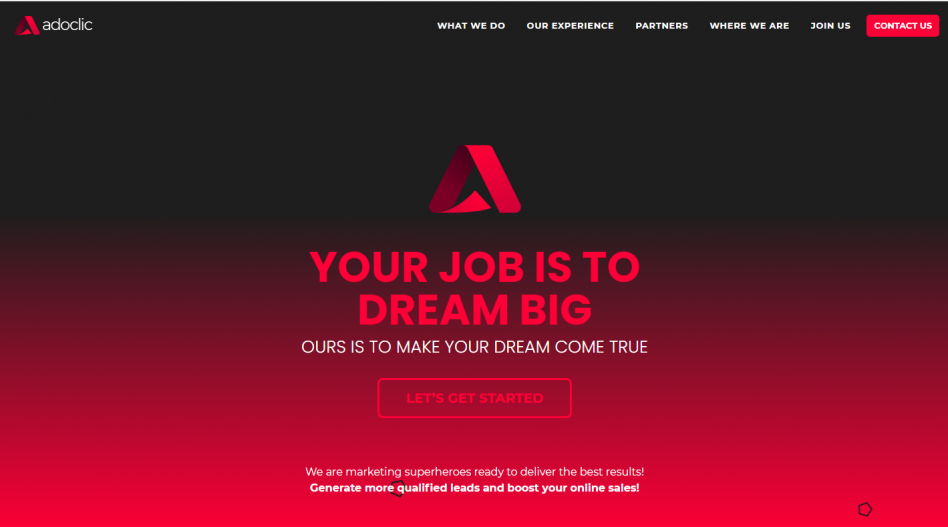 adoclic
WHAT WE DO
OUR EXPERIENCE
PARTNERS
WHERE WE ARE
JOIN US
CONTACT US
YOUR JOB IS TO
DREAM BIG
OURS IS TO MAKE YOUR DREAM COME TRUE
LET'S GET STARTED
We are marketing superheroes ready to deliver the best results!
Generate more qualified leads and boost your online sales!